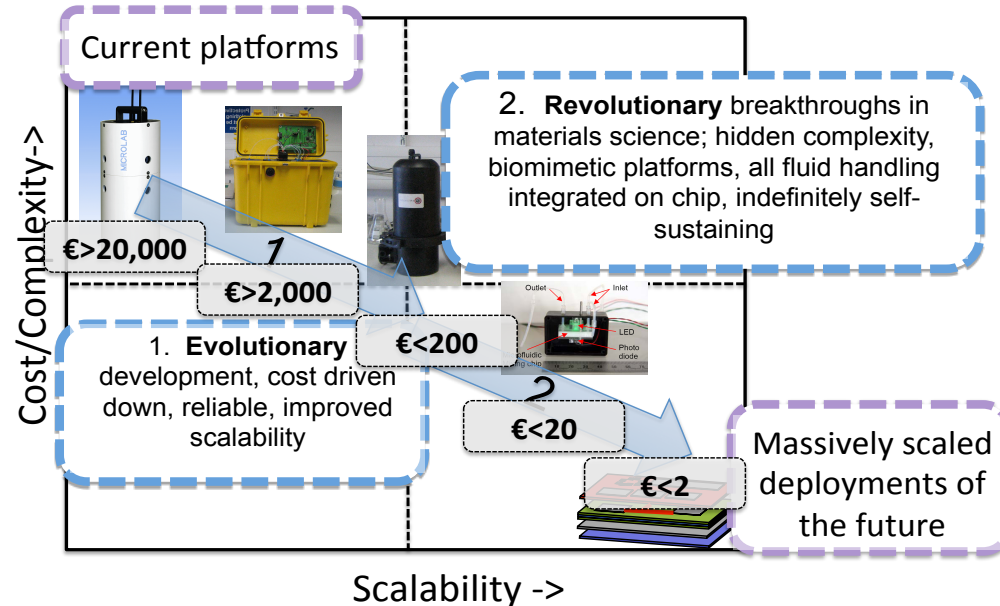 Current platforms
MICROLAB
Cost/Complexity->
€>20,000
1
€>2,000
€<200
1. Evolutionary
development, cost driven
down, reliable, improved
scalability
2. Revolutionary breakthroughs in
materials science; hidden complexity,
biomimetic platforms, all fluid handling
integrated on chip, indefinitely self-
sustaining
Outlet
Inlet
LED
Photo
diode
2
€<20
€<2
Massively scaled
deployments of
the future
Scalability ->